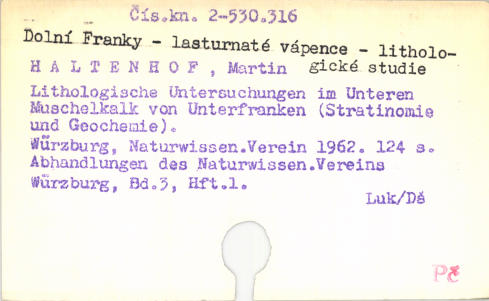 Čís.kn. 2-530.316
Dolní Franky - lasturnaté vápence - litholo-
gické studie
HALTENHOF, Martin
Lithologische Untersuchungen im Unteren
Muschelkalk von Unterfranken (Stratinomie
und Geochemie).
Würzburg, Naturwissen.Verein 1962. 124 s.
Abhandlungen des Naturwissen.Vereins
Würzburg, Bd.3, Hft.1.
Luk/Dě
Pč